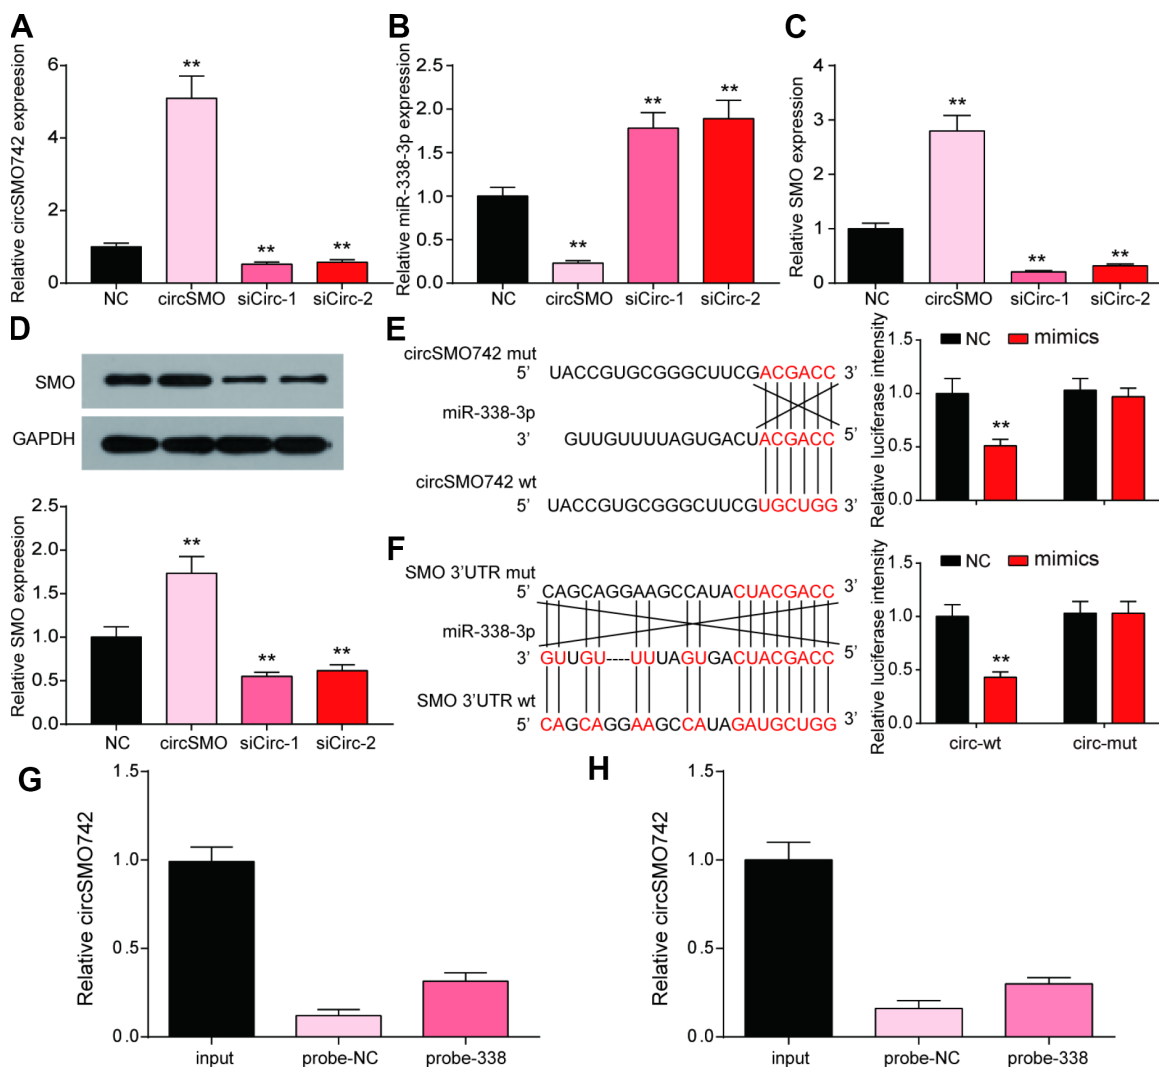 A
Relative circSMO742 expreesion
6
4
2
0
**
**
**
NC circSMO siCirc-1 siCirc-2
B
Relative miR-338-3p expression
2.5
2.0
1.5
1.0
0.5
0.0
**
**
**
NC circSMO siCirc-1 siCirc-2
C
Relative SMO expression
4
3
2
1
0
**
**
**
NC circSMO siCirc-1 siCirc-2
D
SMO
GAPDH
Relative SMO expreesion
2.5
2.0
1.5
1.0
0.5
0.0
**
**
**
NC circSMO siCirc-1 siCirc-2
E
circSMO742 mut
5’ UACCGUGCGGGCUUCGACGACC 3’
miR-338-3p
3’ GUUGUUUUAGUGACUACGACC 5’
circSMO742 wt
5’ UACCGUGCGGGCUUCGUGCUGG 3’
Relative luciferase intensity
1.5
1.0
0.5
0.0
NC mimics
**
F
SMO 3’UTR mut
5’ CAGCAGGAAGCCAUACUACGACC 3’
miR-338-3p
3’ GUUGU----UUUAGUGACUACGACC 5’
SMO 3’UTR wt
5’ CAGCAGGAAGCCAUAGAUGCUGG 3’
Relative luciferase intensity
1.5
1.0
0.5
0.0
NC mimics
**
circ-wt circ-mut
G
Relative circSMO742
1.5
1.0
0.5
0.0
input probe-NC probe-338
H
Relative circSMO742
1.5
1.0
0.5
0.0
input probe-NC probe-338